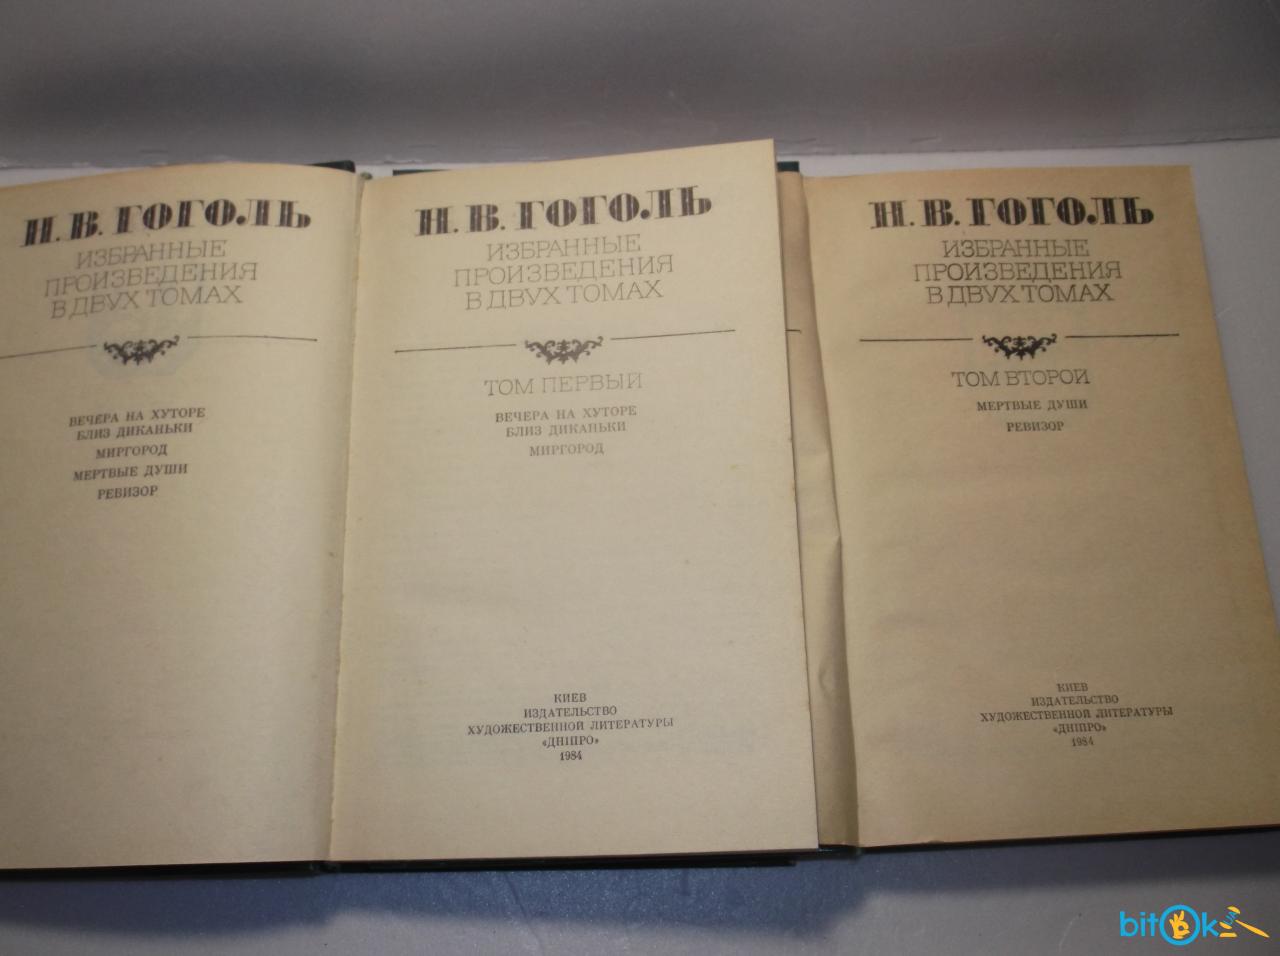 Н. В. ГОГОЛЬ
ИЗБРАННЫЕ
ПРОИЗВЕДЕНИЯ
В ДВУХ ТОМАХ
ВЕЧЕРА НА ХУТОРЕ
БЛИЗ ДИКАНЬКИ
МИРГОРОД
МЕРТВЫЕ ДУШИ
РЕВИЗОР
Н. В. ГОГОЛЬ
ИЗБРАННЫЕ
ПРОИЗВЕДЕНИЯ
В ДВУХ ТОМАХ
ТОМ ПЕРВЫЙ
ВЕЧЕРА НА ХУТОРЕ
БЛИЗ ДИКАНЬКИ
МИРГОРОД
КИЕВ
ИЗДАТЕЛЬСТВО
ХУДОЖЕСТВЕННОЙ ЛИТЕРАТУРЫ
«ДНІПРО»
1984
Н. В. ГОГОЛЬ
ИЗБРАННЫЕ
ПРОИЗВЕДЕНИЯ
В ДВУХ ТОМАХ
ТОМ ВТОРОЙ
МЕРТВЫЕ ДУШИ
РЕВИЗОР
КИЕВ
ИЗДАТЕЛЬСТВО
ХУДОЖЕСТВЕННОЙ ЛИТЕРАТУРЫ
«ДНІПРО»
1984
bitOk UA